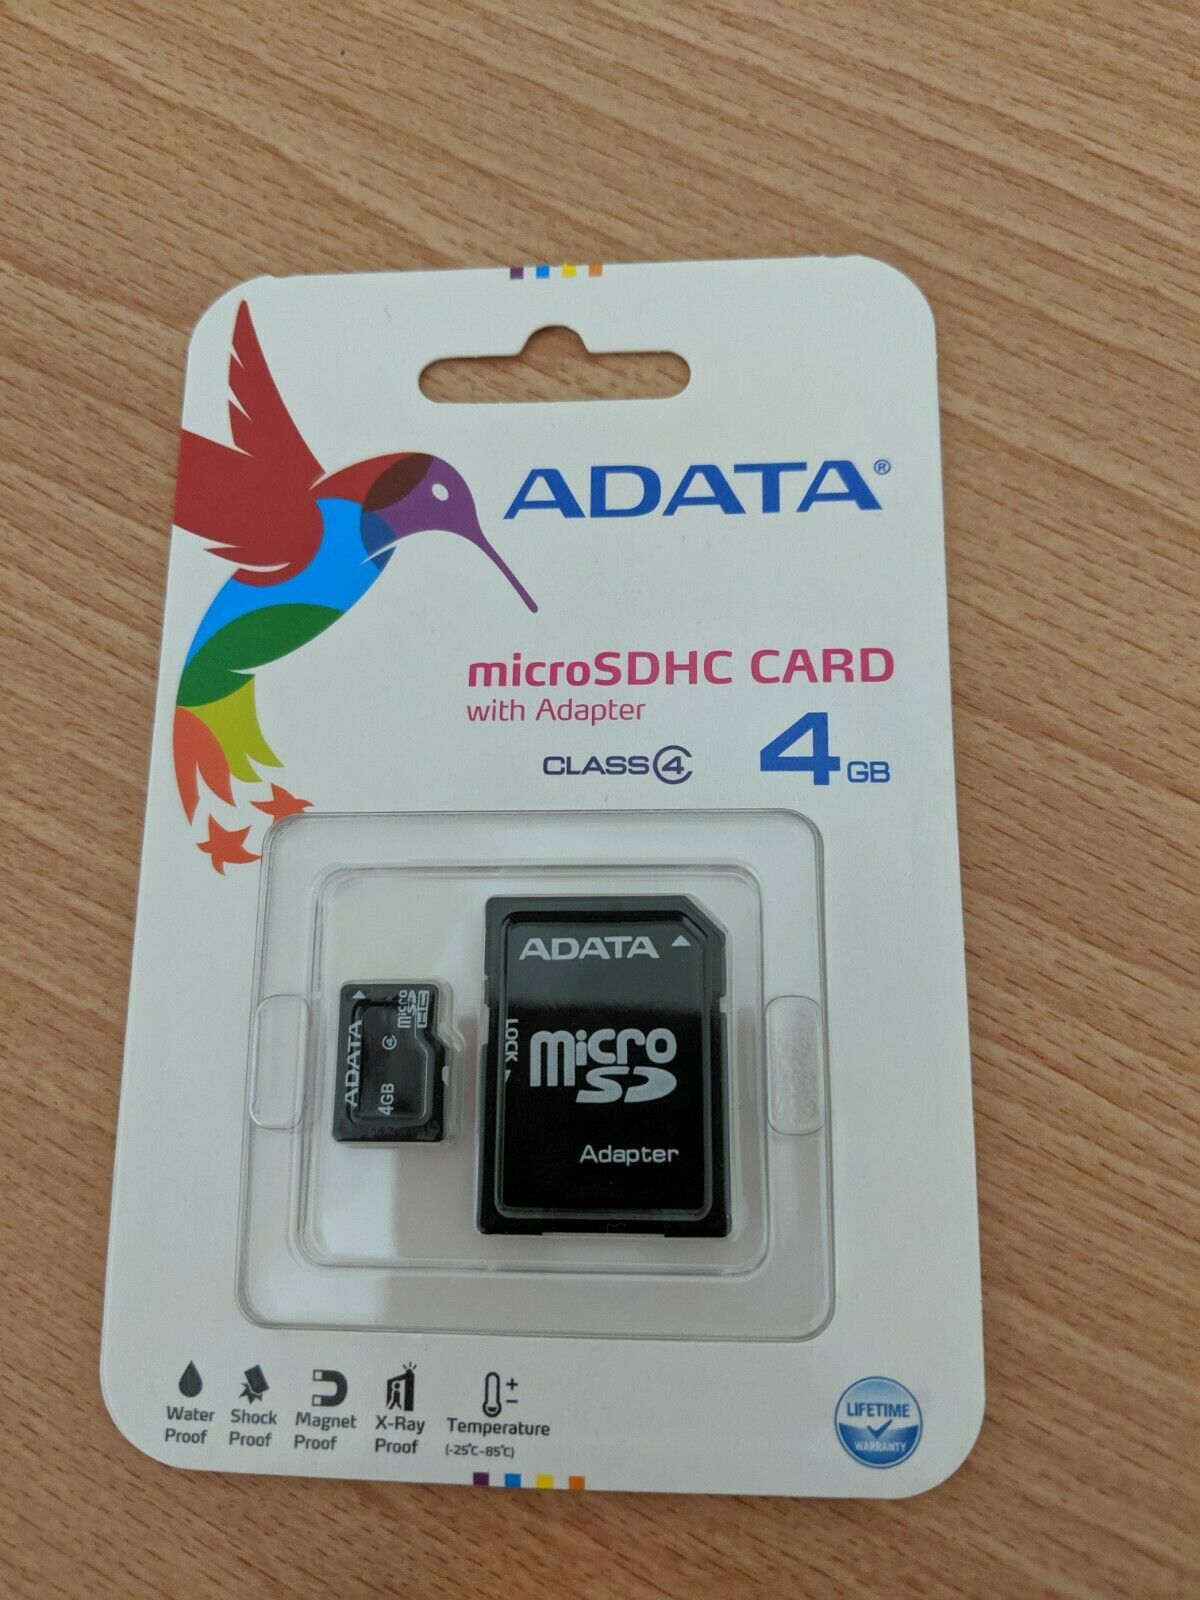 ADATA®
microSDHC CARD
with Adapter
CLASS 4
4 GB
ADATA
4GB
4
micro SD HC
ADATA
LOCK
micro SD
Adapter
Water Proof
Shock Proof
Magnet Proof
X-Ray Proof
Temperature
(-25℃~85℃)
LIFETIME
WARRANTY